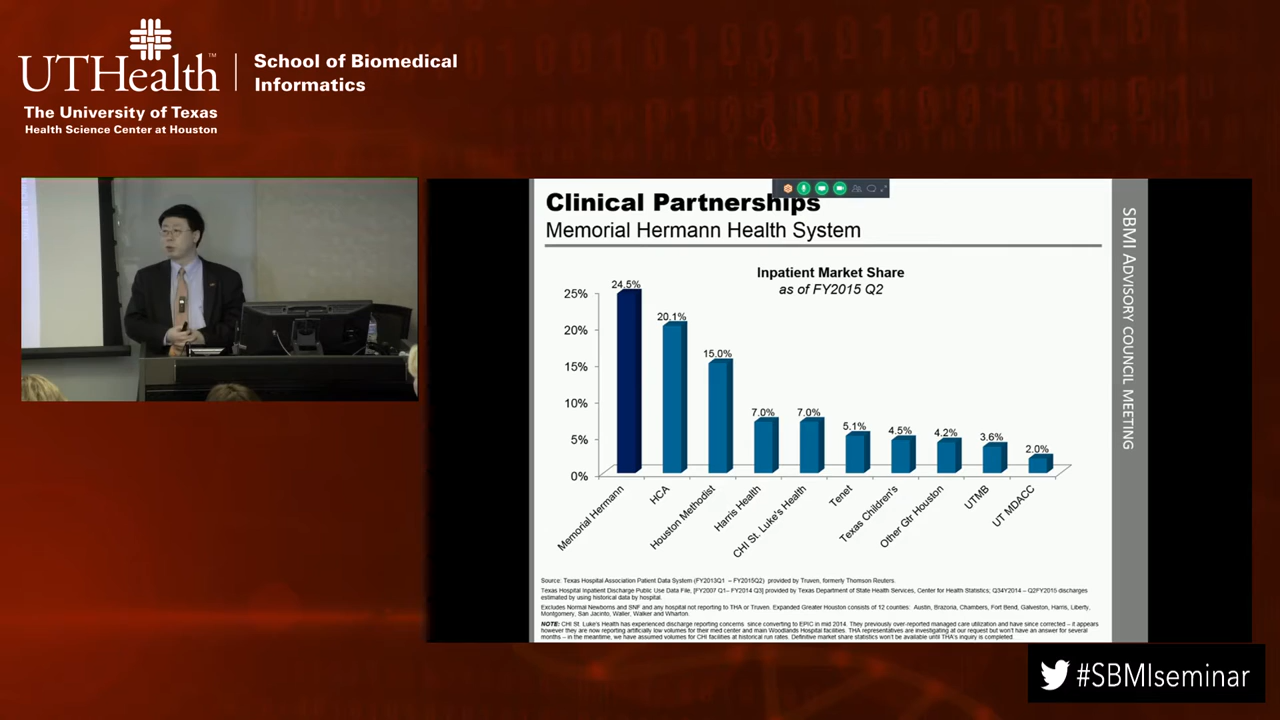 UTHealth™
School of Biomedical
Informatics
The University of Texas
Health Science Center at Houston
Clinical Partnerships
Memorial Hermann Health System
Inpatient Market Share
as of FY2015 Q2
25%
20%
15%
10%
5%
0%
24.5%
20.1%
15.0%
7.0%
7.0%
5.1%
4.5%
4.2%
3.6%
2.0%
Memorial Hermann
HCA
Houston Methodist
Harris Health
CHI St. Luke's Health
Tenet
Texas Children's
Other Gtr Houston
UTMB
UT MDACC
Source: Texas Hospital Association Patient Data System (FY2013Q1 – FY2015Q2) provided by Truven, formerly Thomson Reuters.
Texas Hospital Inpatient Discharge Public Use Data File, [FY2007 Q1– FY2014 Q3] provided by Texas Department of State Health Services, Center for Health Statistics; Q34Y2014 – Q2FY2015 discharges
estimated by using historical data by hospital.
Excludes Normal Newborns and SNF and any hospital not reporting to THA or Truven. Expanded Greater Houston consists of 12 counties: Austin, Brazoria, Chambers, Fort Bend, Galveston, Harris, Liberty,
Montgomery, San Jacinto, Waller, Walker and Wharton.
NOTE: CHI St. Luke's Health has experienced discharge reporting concerns since converting to EPIC in mid 2014. They previously over-reported managed care utilization and have since corrected – it appears
however they are now reporting artificially low volumes for their med center and main Woodlands Hospital facilities. THA representatives are investigating at our request but won't have an answer for several
months – in the meantime, we have assumed volumes for CHI facilities at historical run rates. Definitive market share statistics won't be available until THA's inquiry is completed
SBMI ADVISORY COUNCIL MEETING
#SBMIseminar